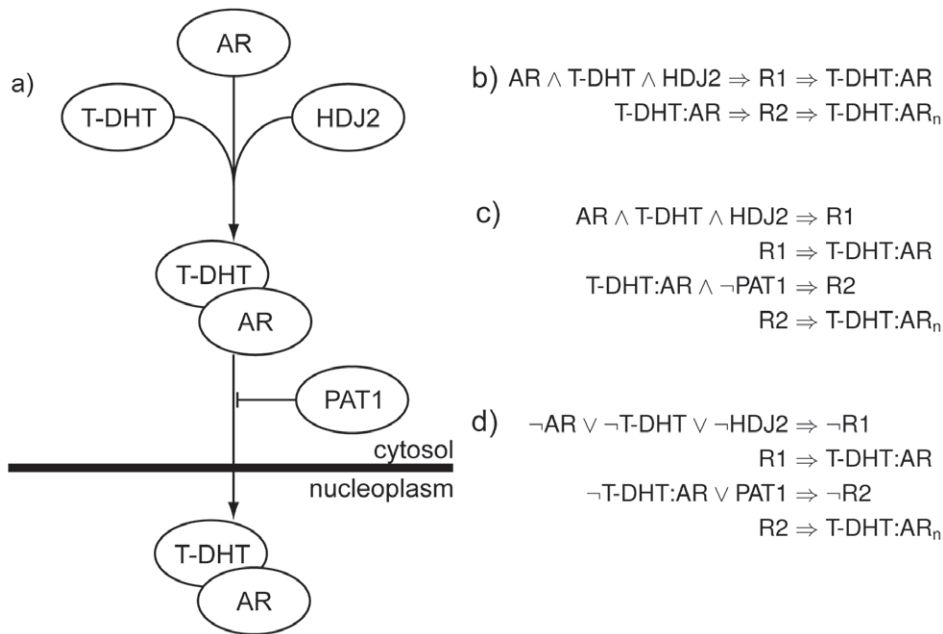 a)
AR
T-DHT
HDJ2
T-DHT
AR
PAT1
cytosol
nucleoplasm
T-DHT
AR
b) AR ∧ T-DHT ∧ HDJ2 ⇒ R1 ⇒ T-DHT:AR
T-DHT:AR ⇒ R2 ⇒ T-DHT:ARₙ
c) AR ∧ T-DHT ∧ HDJ2 ⇒ R1
R1 ⇒ T-DHT:AR
T-DHT:AR ∧ ¬PAT1 ⇒ R2
R2 ⇒ T-DHT:ARₙ
d) ¬AR ∨ ¬T-DHT ∨ ¬HDJ2 ⇒ ¬R1
R1 ⇒ T-DHT:AR
¬T-DHT:AR ∨ PAT1 ⇒ ¬R2
R2 ⇒ T-DHT:ARₙ